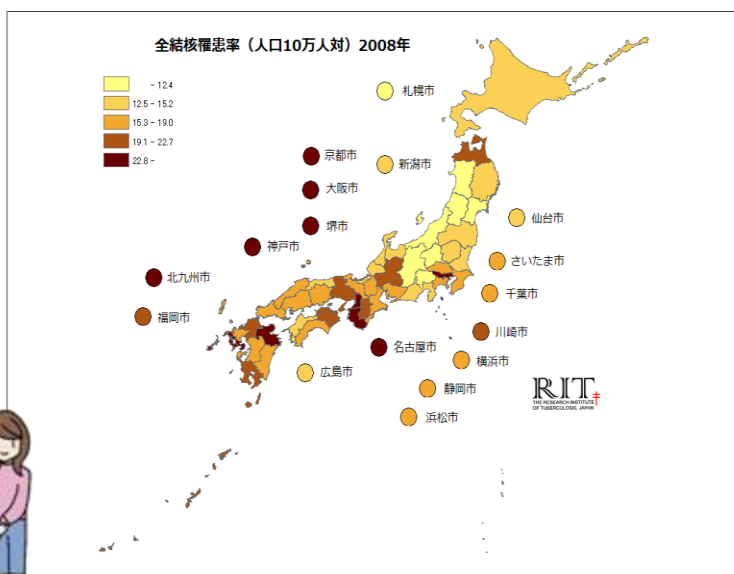 全結核罹患率（人口10万人対）2008年
- 12.4
12.5 - 15.2
15.3 - 19.0
19.1 - 22.7
22.8 -
札幌市
京都市
新潟市
大阪市
仙台市
堺市
神戸市
さいたま市
北九州市
千葉市
福岡市
川崎市
名古屋市
横浜市
広島市
静岡市
浜松市
RIT
THE RESEARCH INSTITUTE
OF TUBERCULOSIS, JAPAN